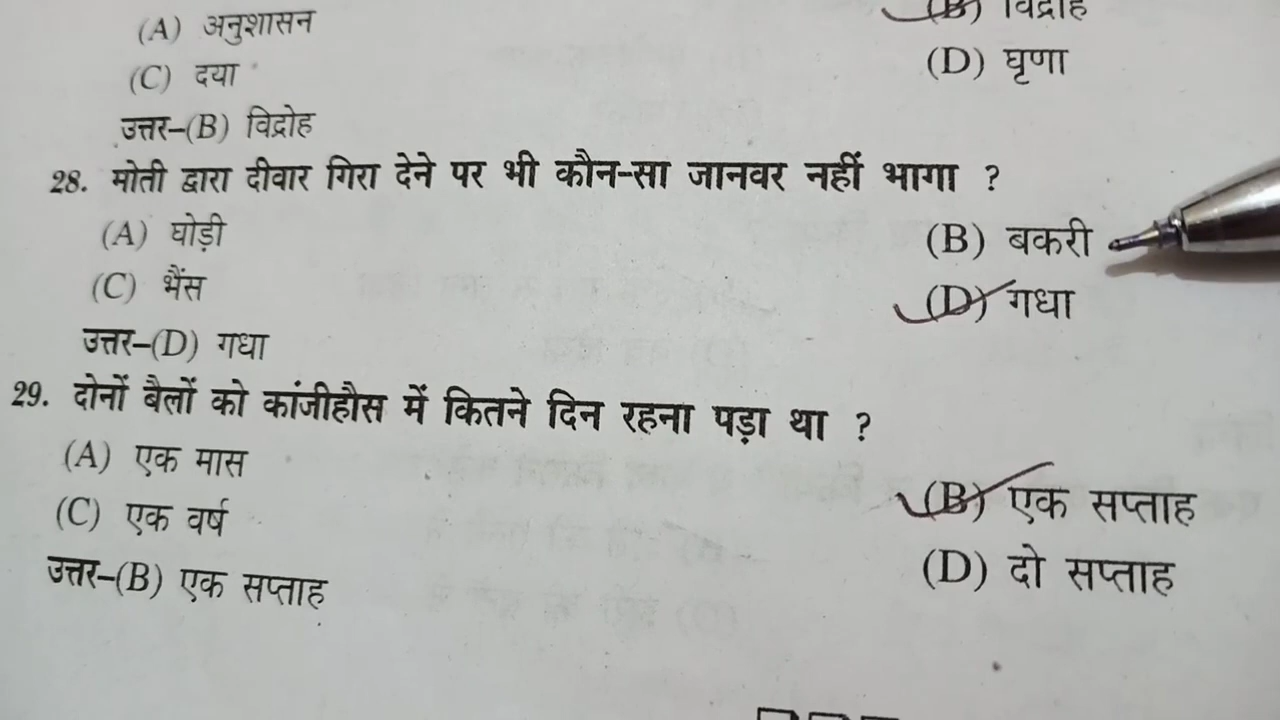 (A) अनुशासन (B) विद्रोह
(C) दया (D) घृणा
उत्तर–(B) विद्रोह
28. मोती द्वारा दीवार गिरा देने पर भी कौन-सा जानवर नहीं भागा ?
(A) घोड़ी (B) बकरी
(C) भैंस (D) गधा
उत्तर–(D) गधा
29. दोनों बैलों को कांजीहौस में कितने दिन रहना पड़ा था ?
(A) एक मास (B) एक सप्ताह
(C) एक वर्ष (D) दो सप्ताह
उत्तर–(B) एक सप्ताह